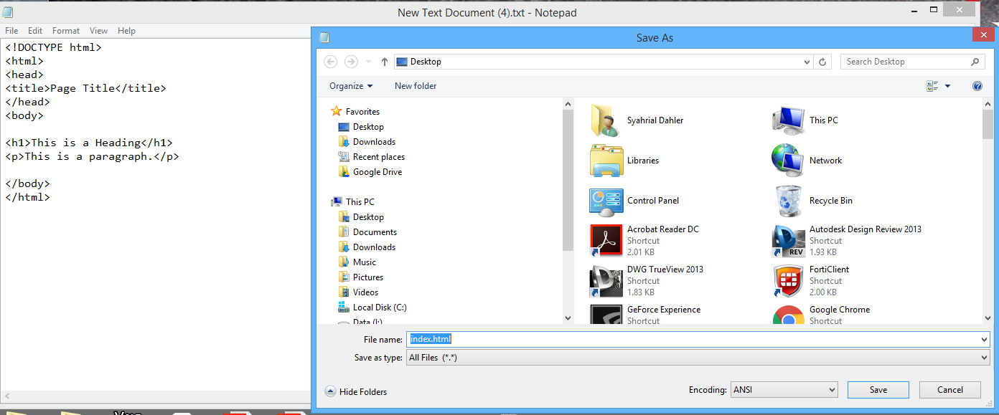 New Text Document (4).txt - Notepad
File Edit Format View Help
<!DOCTYPE html>
<html>
<head>
<title>Page Title</title>
</head>
<body>
<h1>This is a Heading</h1>
<p>This is a paragraph.</p>
</body>
</html>
Save As
Desktop
Search Desktop
Organize
New folder
Favorites
Desktop
Downloads
Recent places
Google Drive
This PC
Desktop
Documents
Downloads
Music
Pictures
Videos
Local Disk (C:)
Data (I:)
Syahrial Dahler
This PC
Libraries
Network
Control Panel
Recycle Bin
Acrobat Reader DC
Shortcut
2.01 KB
Autodesk Design Review 2013
Shortcut
1.93 KB
REV
DWG TrueView 2013
Shortcut
1.83 KB
FortiClient
Shortcut
2.00 KB
GeForce Experience
Shortcut
Google Chrome
Shortcut
File name: index.html
Save as type: All Files (*.*)
Hide Folders
Encoding: ANSI
Save
Cancel